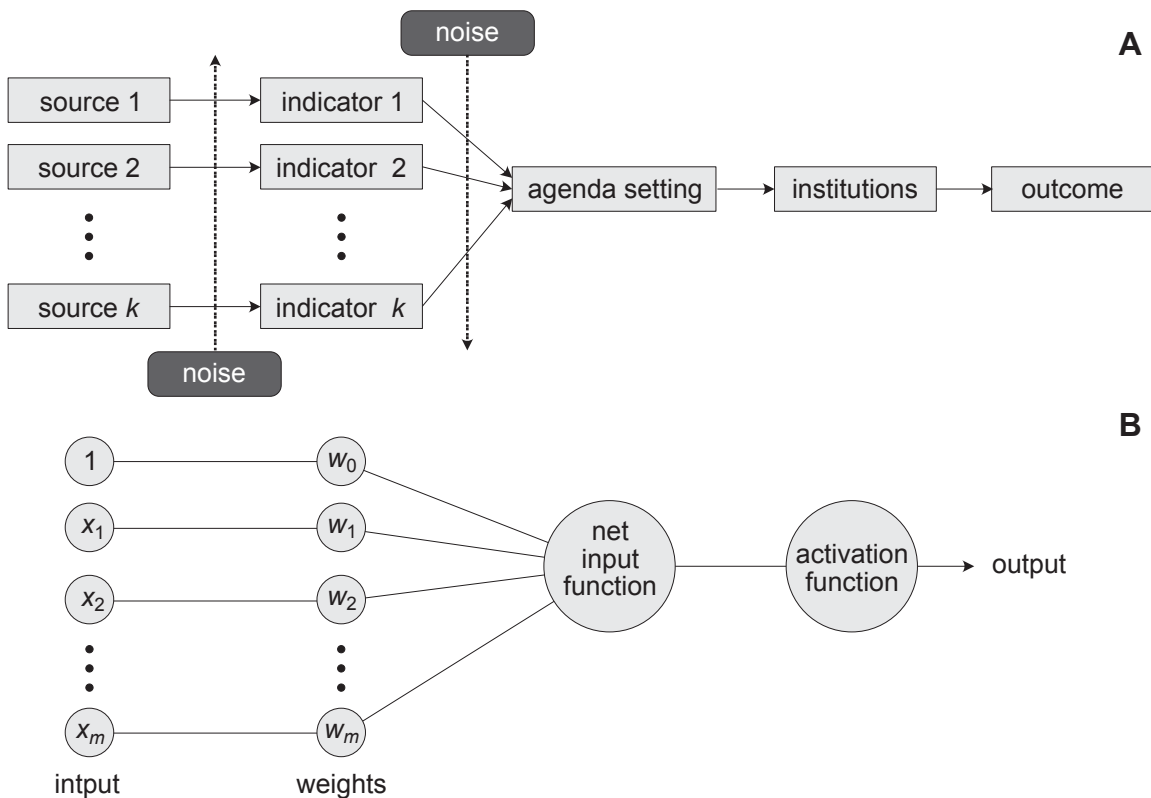 noise
A
source 1 indicator 1
source 2 indicator 2
agenda setting institutions outcome
source k indicator k
noise
B
1 w0
x1 w1
net
input
function
activation
function
output
x2 w2
xm wm
intput weights